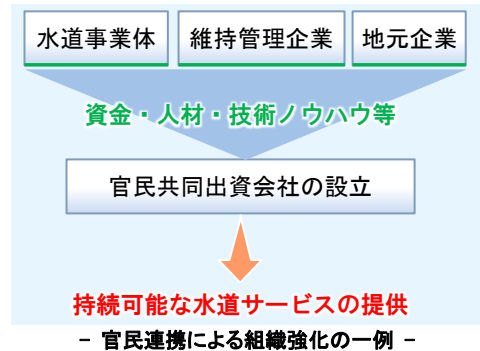 水道事業体 維持管理企業 地元企業
資金・人材・技術ノウハウ等
官民共同出資会社の設立
持続可能な水道サービスの提供
- 官民連携による組織強化の一例 -